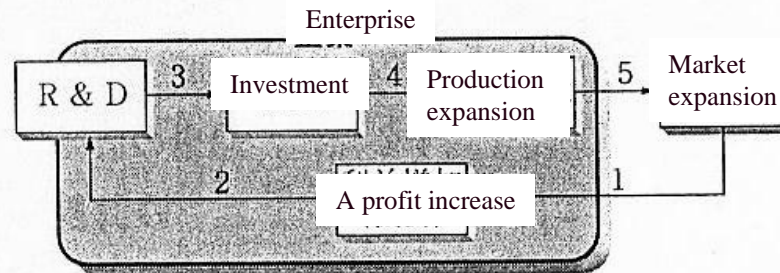 Enterprise
R & D
3
Investment
4
Production
expansion
5
Market
expansion
2
A profit increase
1